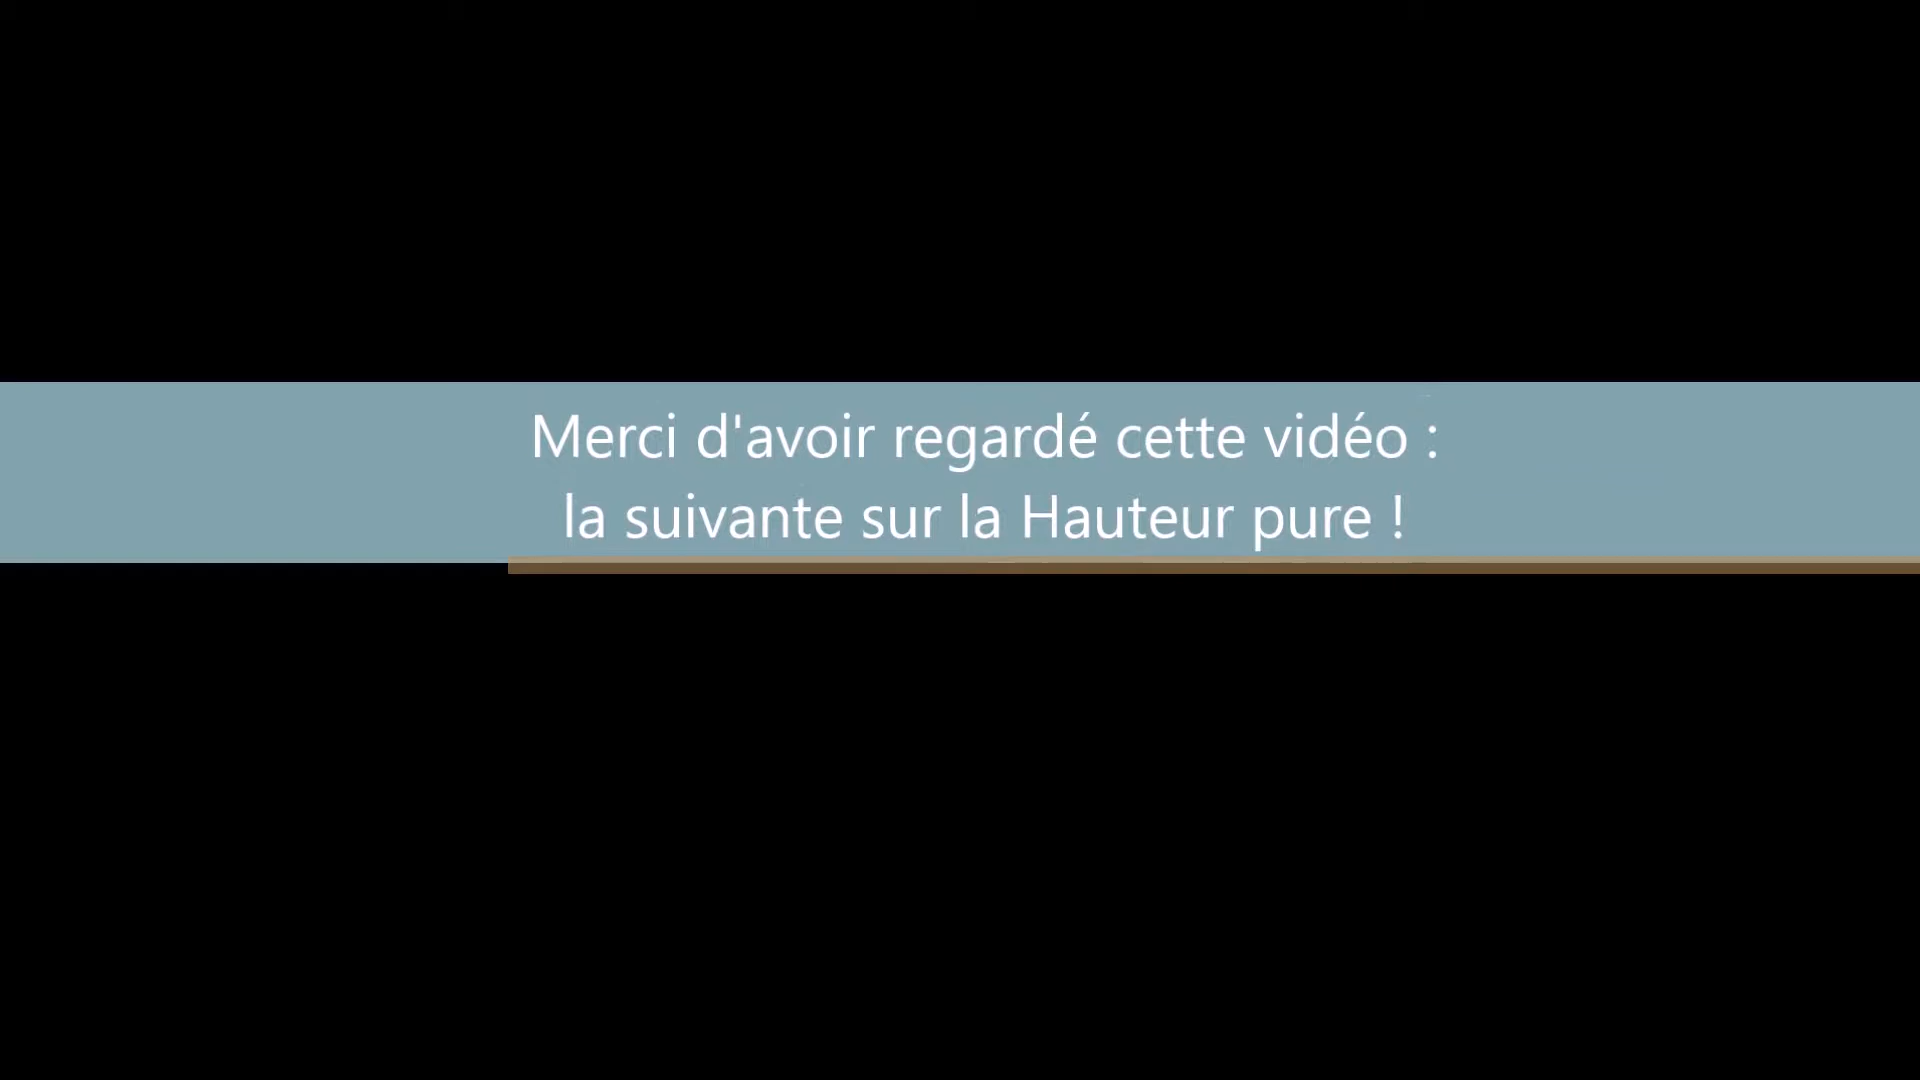 Merci d'avoir regardé cette vidéo :
la suivante sur la Hauteur pure !